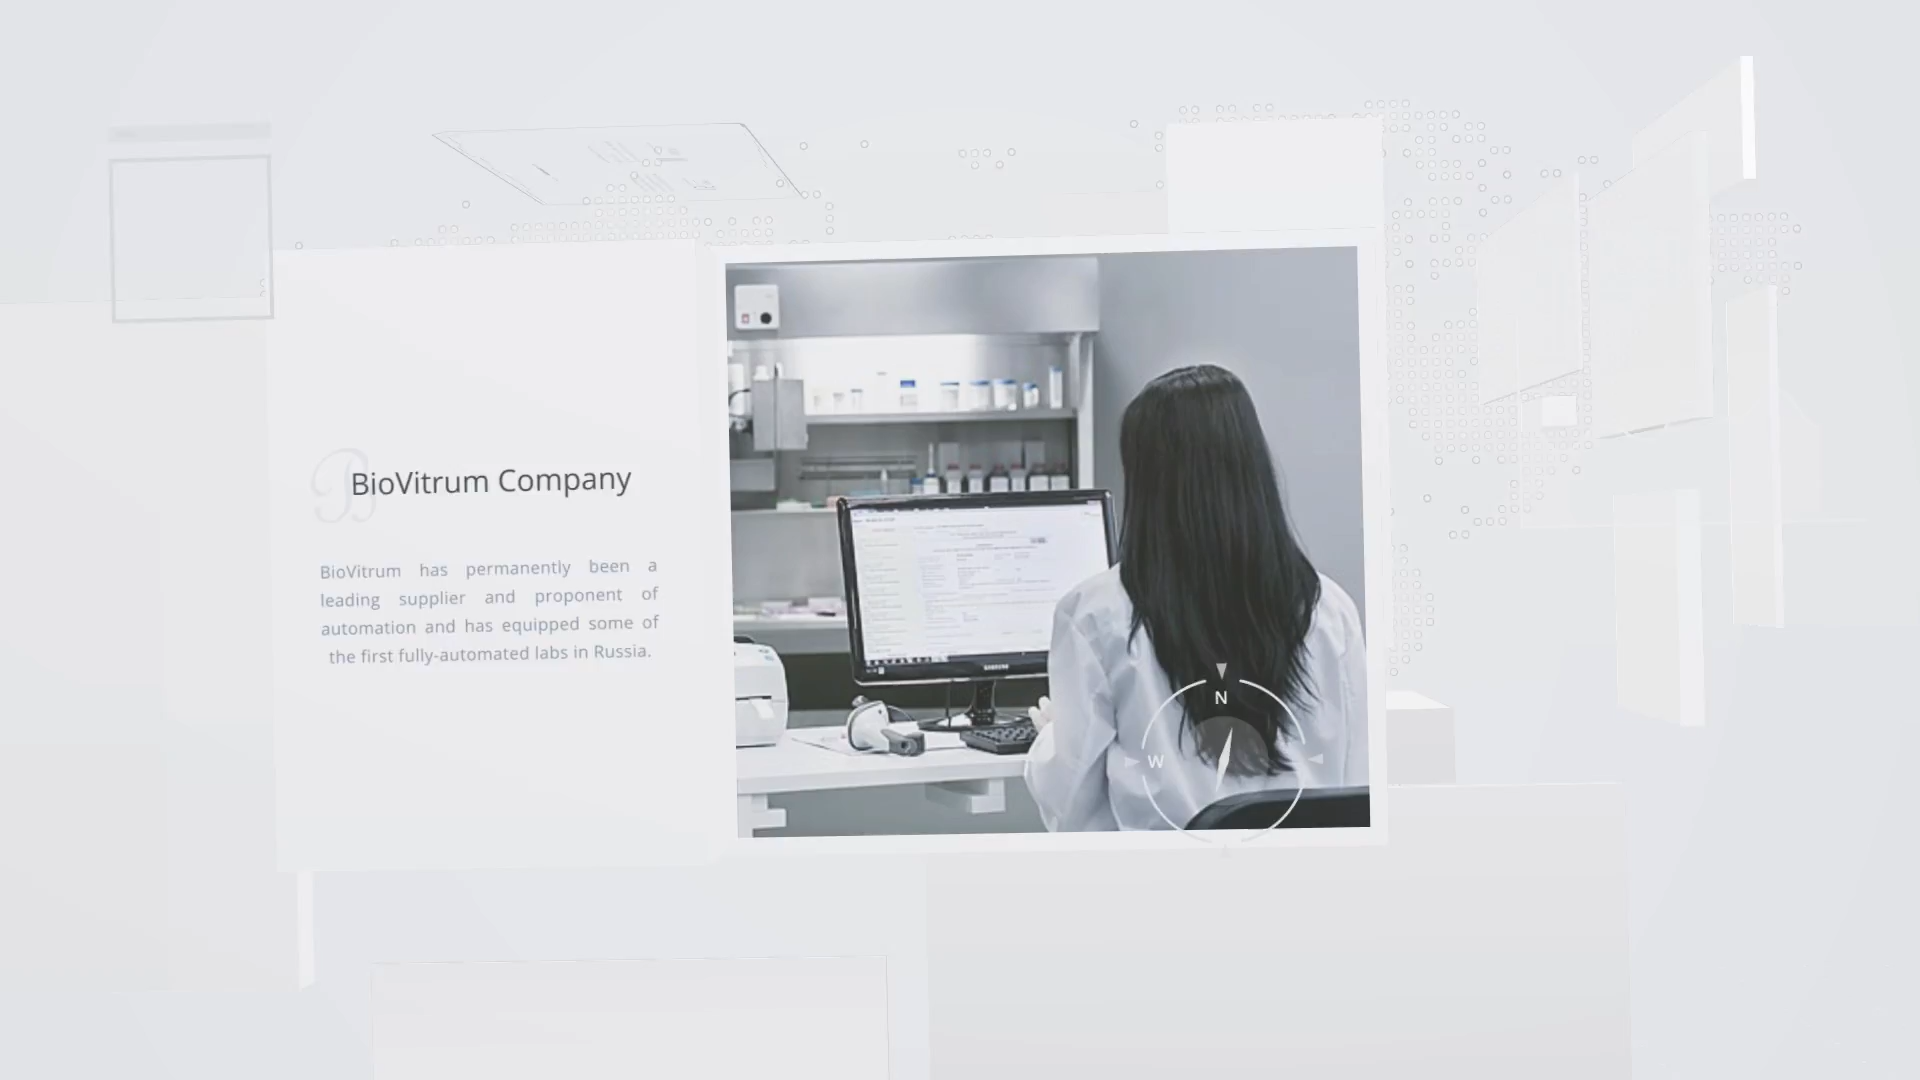 B
BioVitrum Company
BioVitrum has permanently been a
leading supplier and proponent of
automation and has equipped some of
the first fully-automated labs in Russia.
SAMSUNG
N
W